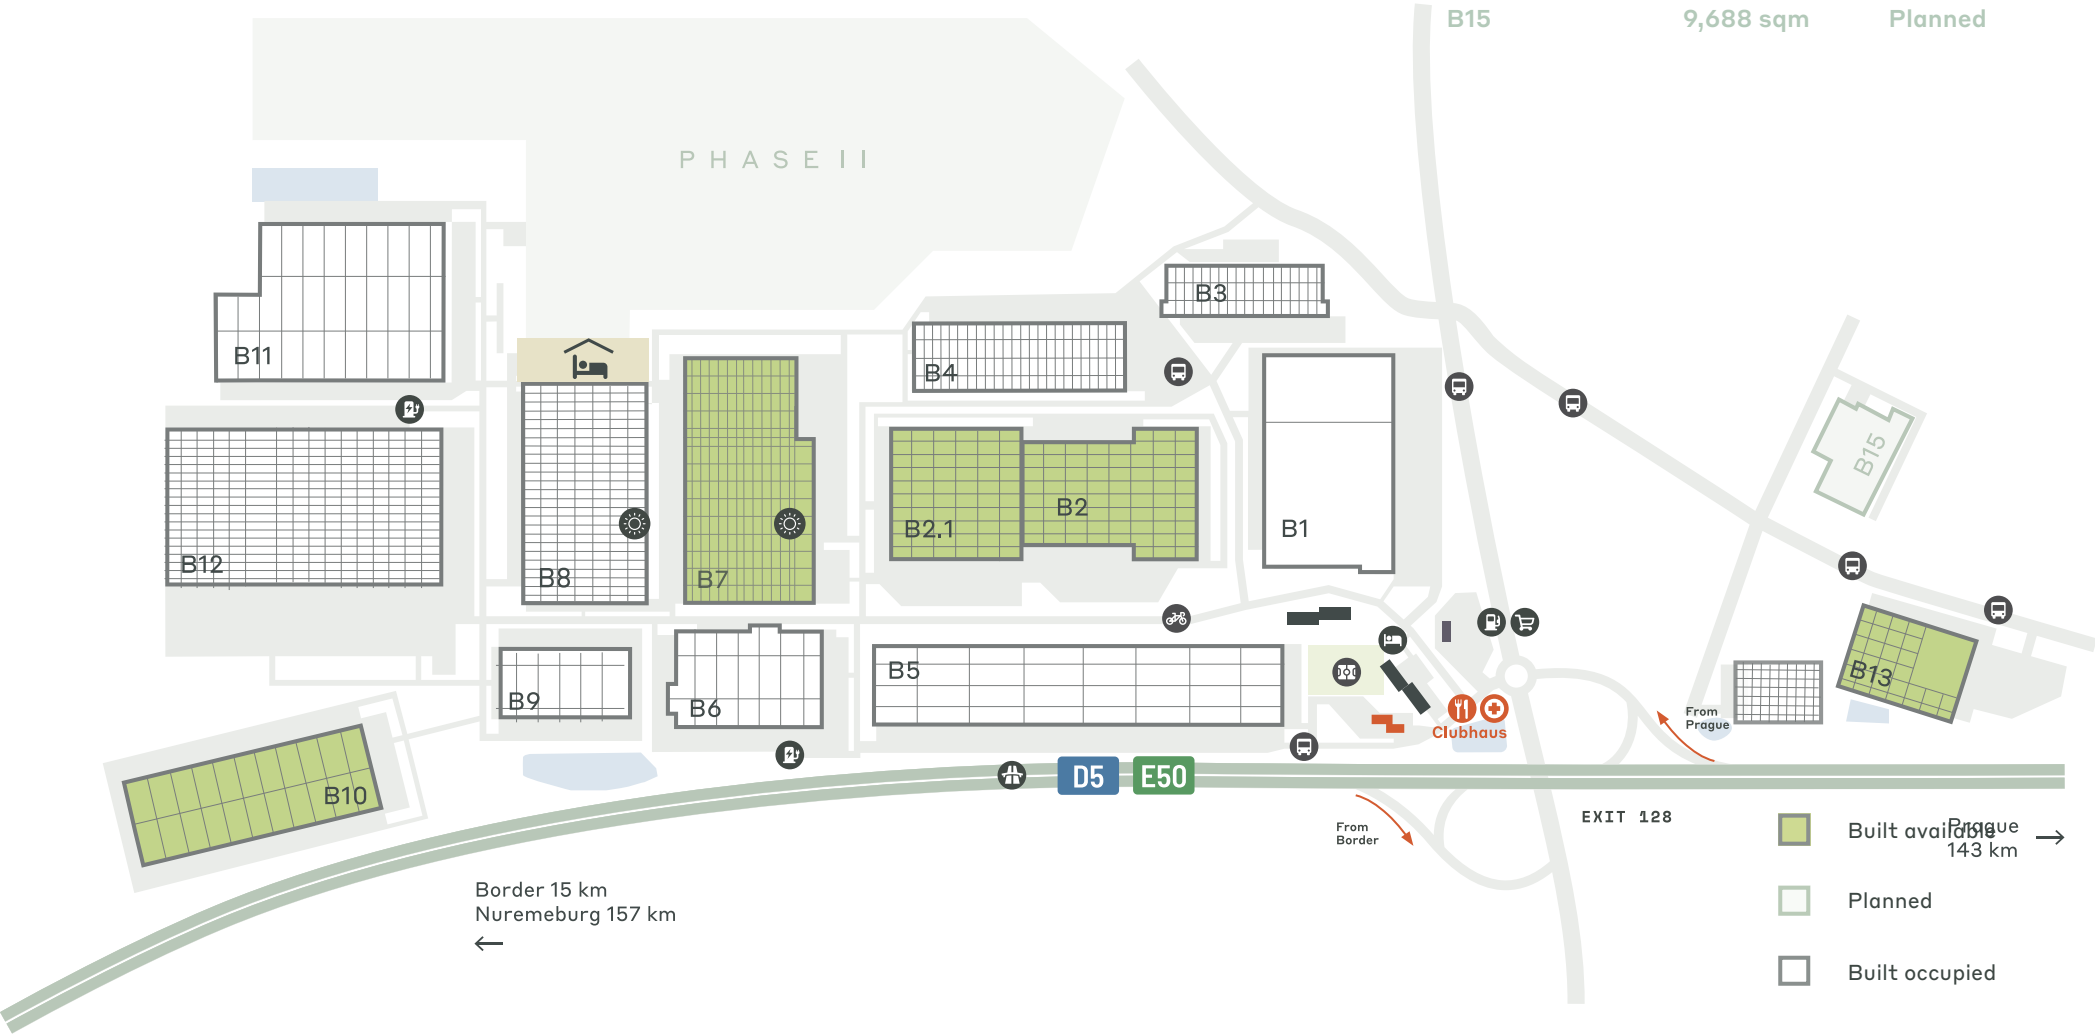 B15 9,688 sqm Planned
PHASE II
B3
B11
B4
B15
B2
B2.1
B1
B12
B8
B7
B5
B13
B9
B6
From
Prague
Clubhaus
D5 E50
B10
EXIT 128
From
Border
Built available
Prague
143 km
Border 15 km
Nuremeburg 157 km
Planned
Built occupied